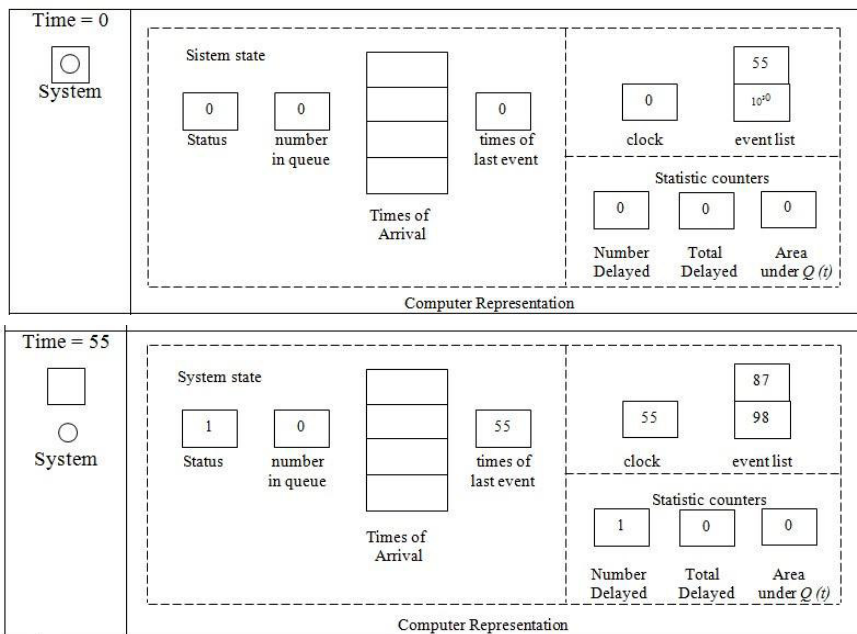 Time = 0
System
Sistem state
0
Status
0
number
in queue
Times of
Arrival
0
times of
last event
0
clock
55
10³⁰
event list
Statistic counters
0
Number
Delayed
0
Total
Delayed
0
Area
under Q (t)
Computer Representation
Time = 55
System
System state
1
Status
0
number
in queue
Times of
Arrival
55
times of
last event
55
clock
87
98
event list
Statistic counters
1
Number
Delayed
0
Total
Delayed
0
Area
under Q (t)
Computer Representation